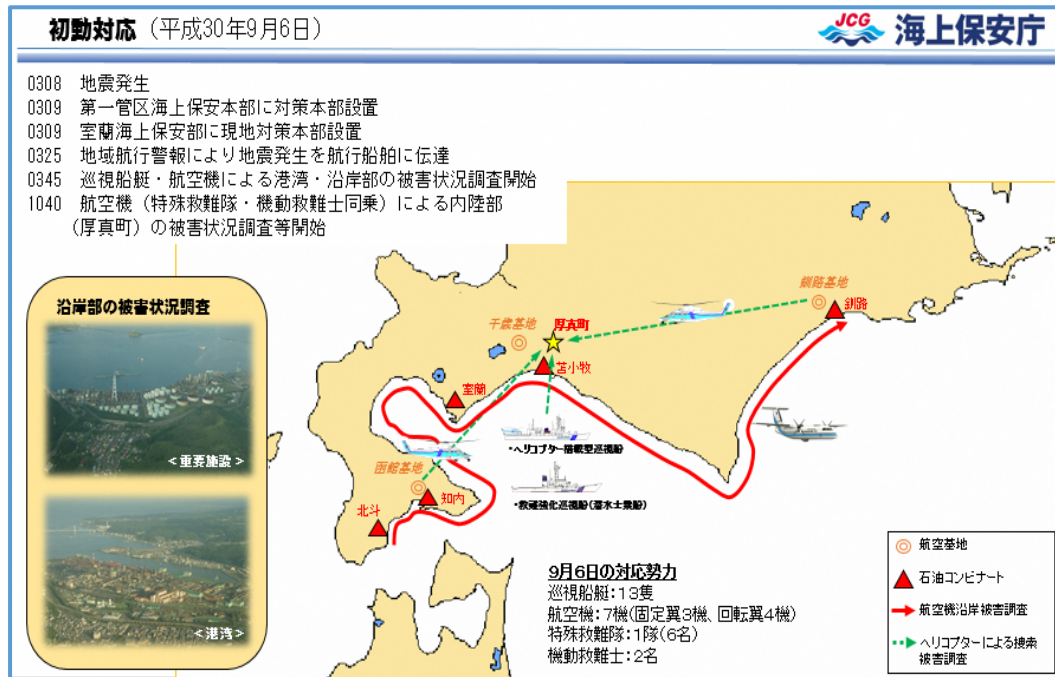 初動対応（平成30年9月6日）
JCG 海上保安庁
0308 地震発生
0309 第一管区海上保安本部に対策本部設置
0309 室蘭海上保安部に現地対策本部設置
0325 地域航行警報により地震発生を航行船舶に伝達
0345 巡視船艇・航空機による港湾・沿岸部の被害状況調査開始
1040 航空機（特殊救難隊・機動救難士同乗）による内陸部
（厚真町）の被害状況調査等開始
沿岸部の被害状況調査
＜重要施設＞
＜港湾＞
釧路基地
釧路
千歳基地
厚真町
苫小牧
室蘭
・ヘリコプター搭載型巡視船
函館基地
・救難強化巡視船(潜水士乗船)
知内
北斗
9月6日の対応勢力
巡視船艇：13隻
航空機：7機(固定翼3機、回転翼4機)
特殊救難隊：1隊(6名)
機動救難士：2名
航空基地
石油コンビナート
航空機沿岸被害調査
ヘリコプターによる捜索
被害調査